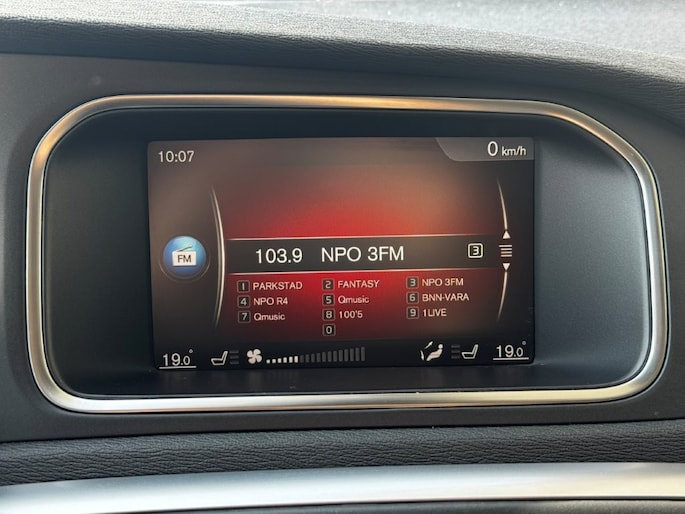 10:07
0 km/h
FM
103.9 NPO 3FM 3
1 PARKSTAD 2 FANTASY 3 NPO 3FM
4 NPO R4 5 Qmusic 6 BNN-VARA
7 Qmusic 8 100'5 9 1LIVE
0
19.0° 19.0°